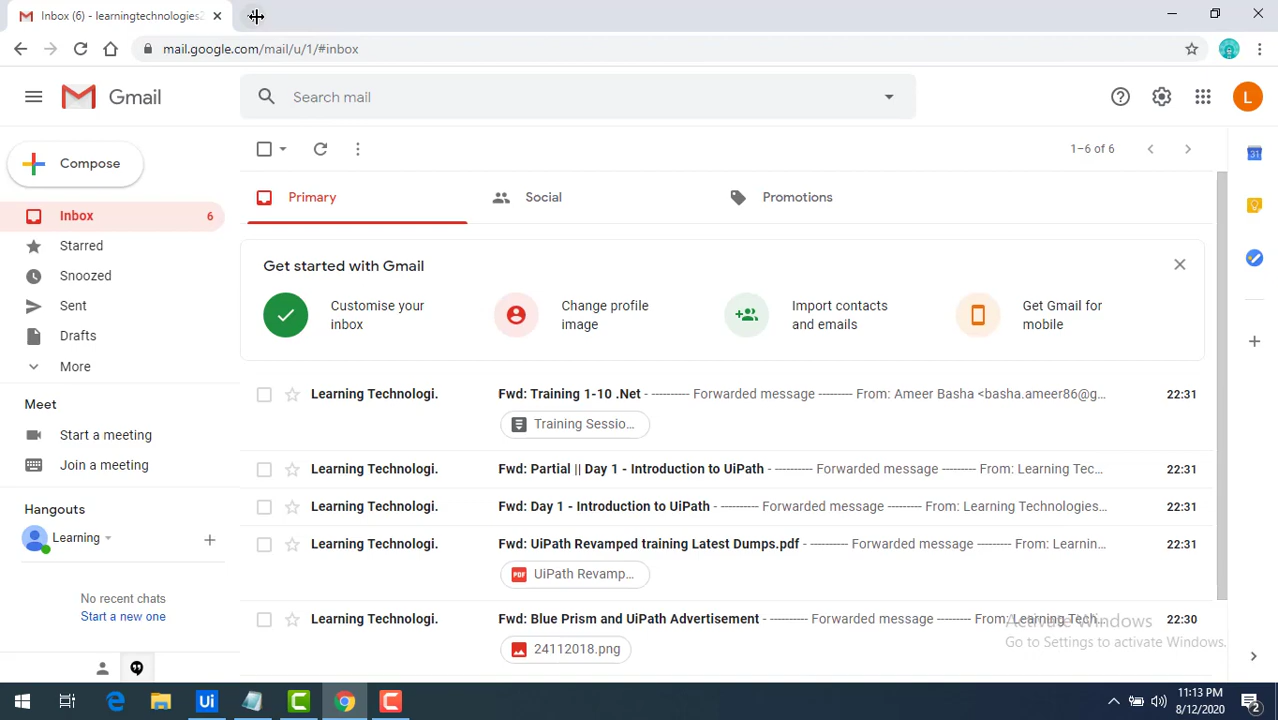 Inbox (6) - learningtechnologies2
mail.google.com/mail/u/1/#inbox
Gmail
Search mail
L
Compose
1–6 of 6
31
Primary
Social
Promotions
Inbox
6
Starred
Snoozed
Sent
Drafts
More
Get started with Gmail
Customise your
inbox
Change profile
image
Import contacts
and emails
Get Gmail for
mobile
Meet
Start a meeting
Join a meeting
Hangouts
Learning
No recent chats
Start a new one
Learning Technologi.
Fwd: Training 1-10 .Net - ---------- Forwarded message --------- From: Ameer Basha <basha.ameer86@g...
22:31
Training Sessio...
Learning Technologi.
Fwd: Partial || Day 1 - Introduction to UiPath - ---------- Forwarded message --------- From: Learning Tec...
22:31
Learning Technologi.
Fwd: Day 1 - Introduction to UiPath - ---------- Forwarded message --------- From: Learning Technologies...
22:31
Learning Technologi.
Fwd: UiPath Revamped training Latest Dumps.pdf - ---------- Forwarded message --------- From: Learnin...
22:31
PDF
UiPath Revamp...
Learning Technologi.
Fwd: Blue Prism and UiPath Advertisement - ---------- Forwarded message --------- From: Learning Tech...
22:30
24112018.png
Activate Windows
Go to Settings to activate Windows.
Ui
11:13 PM
8/12/2020
2